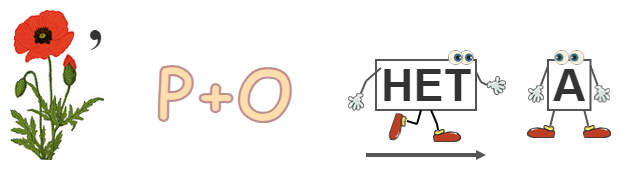 , Р+О НЕТ А